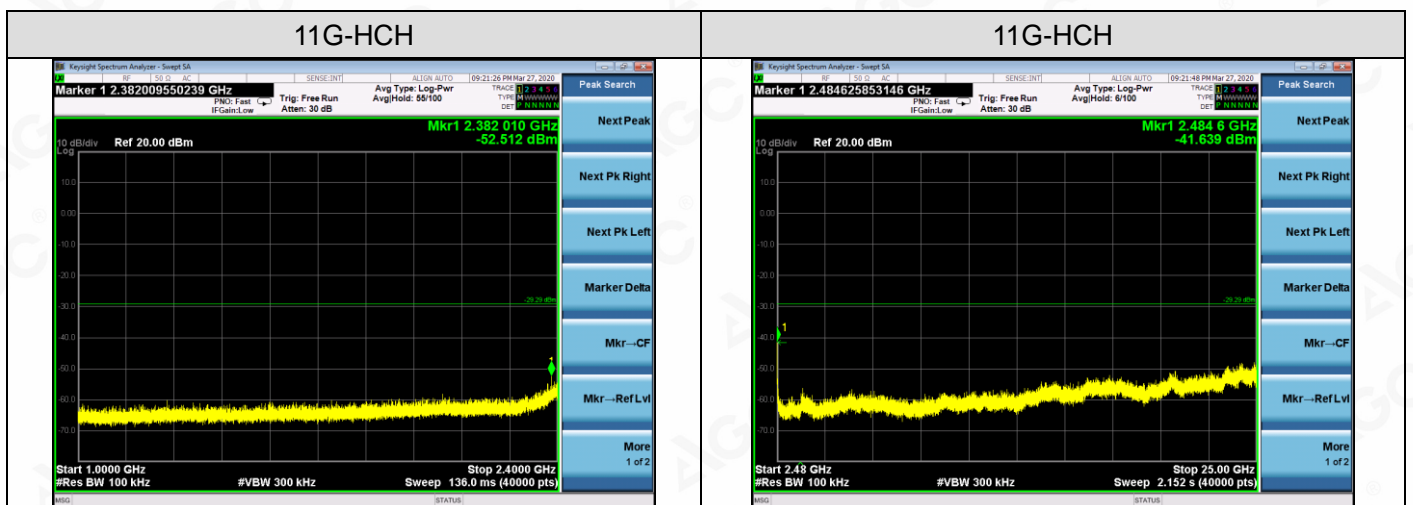 11G-HCH
Keysight Spectrum Analyzer - Swept SA
RF 50 Ω AC SENSE:INT ALIGN AUTO 09:21:26 PM Mar 27, 2020
Marker 1 2.382009550239 GHz
PNO: Fast
IFGain:Low
Trig: Free Run
Atten: 30 dB
Avg Type: Log-Pwr
Avg|Hold: 55/100
TRACE 1 2 3 4 5 6
TYPE M W W W W W
DET P N N N N N
Peak Search
Mkr1 2.382 010 GHz
-52.512 dBm
10 dB/div Ref 20.00 dBm
Log
10.0
0.00
-10.0
-20.0
-30.0
-40.0
-50.0
-60.0
-70.0
-29.29 dBm
1
Start 1.0000 GHz Stop 2.4000 GHz
#Res BW 100 kHz #VBW 300 kHz Sweep 136.0 ms (40000 pts)
MSG STATUS
Next Peak
Next Pk Right
Next Pk Left
Marker Delta
Mkr→CF
Mkr→Ref Lvl
More
1 of 2
11G-HCH
Keysight Spectrum Analyzer - Swept SA
RF 50 Ω AC SENSE:INT ALIGN AUTO 09:21:48 PM Mar 27, 2020
Marker 1 2.484625853146 GHz
PNO: Fast
IFGain:Low
Trig: Free Run
Atten: 30 dB
Avg Type: Log-Pwr
Avg|Hold: 6/100
TRACE 1 2 3 4 5 6
TYPE M W W W W W
DET P N N N N N
Peak Search
Mkr1 2.484 6 GHz
-41.639 dBm
10 dB/div Ref 20.00 dBm
Log
10.0
0.00
-10.0
-20.0
-30.0
-40.0
-50.0
-60.0
-70.0
-29.29 dBm
1
Start 2.48 GHz Stop 25.00 GHz
#Res BW 100 kHz #VBW 300 kHz Sweep 2.152 s (40000 pts)
MSG STATUS
Next Peak
Next Pk Right
Next Pk Left
Marker Delta
Mkr→CF
Mkr→Ref Lvl
More
1 of 2